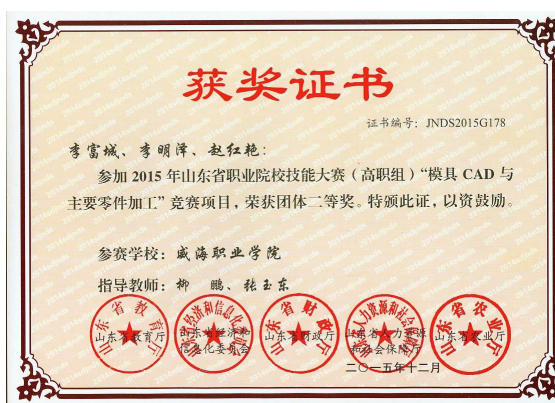 获奖证书
证书编号：JNDS2015G178
李富城、李明泽、赵红艳：
参加2015年山东省职业院校技能大赛（高职组）“模具CAD与
主要零件加工”竞赛项目，荣获团体二等奖。特颁此证，以资鼓励。
参赛学校：威海职业学院
指导教师：柳 鹏、张玉东
山东省教育厅 山东省经济和信息化委员会 山东省财政厅 山东省人力资源和社会保障厅 山东省农业厅
二〇一五年十二月